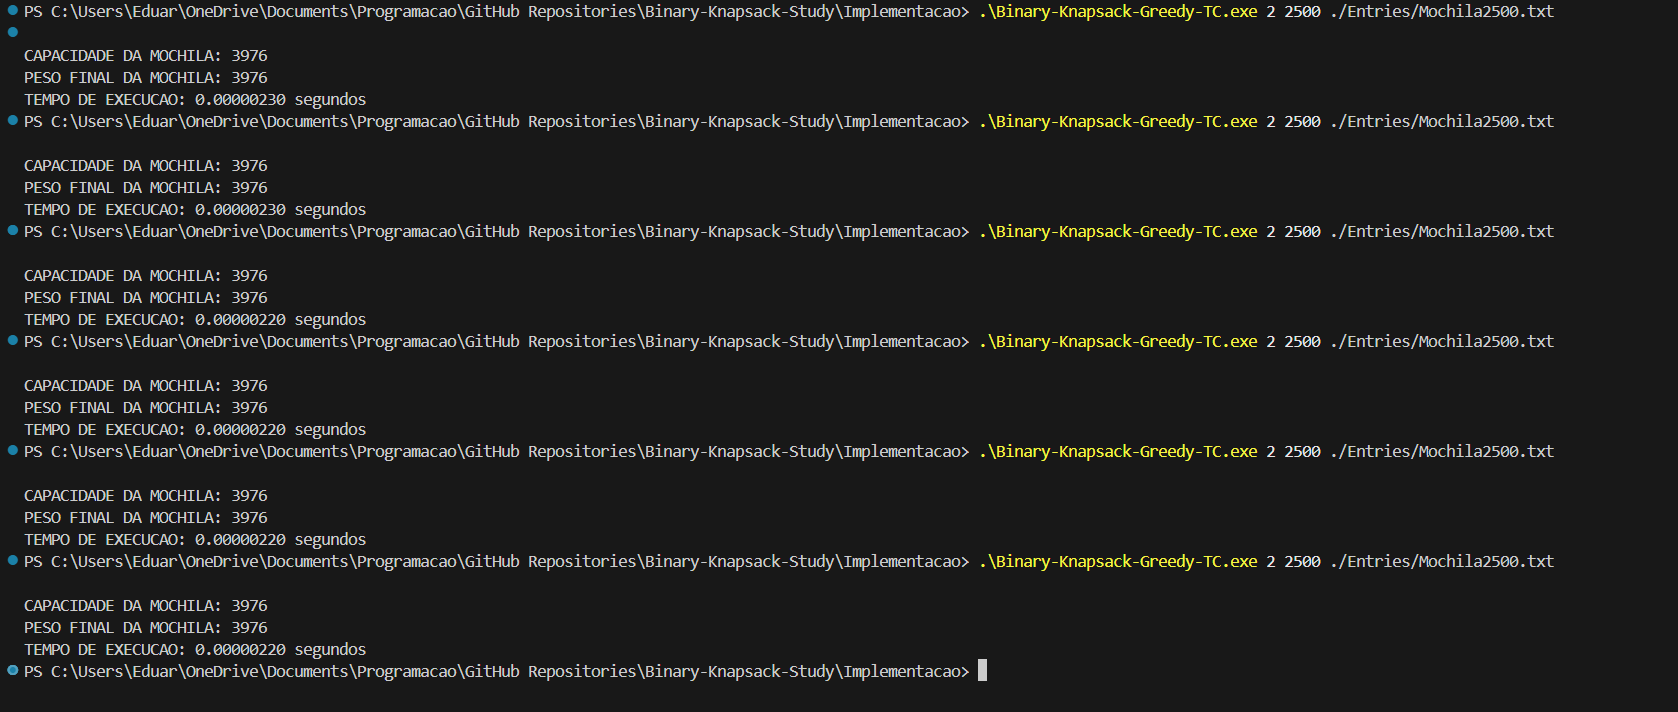 PS C:\Users\Eduar\OneDrive\Documents\Programacao\GitHub Repositories\Binary-Knapsack-Study\Implementacao> .\Binary-Knapsack-Greedy-TC.exe 2 2500 ./Entries/Mochila2500.txt
CAPACIDADE DA MOCHILA: 3976
PESO FINAL DA MOCHILA: 3976
TEMPO DE EXECUCAO: 0.00000230 segundos
PS C:\Users\Eduar\OneDrive\Documents\Programacao\GitHub Repositories\Binary-Knapsack-Study\Implementacao> .\Binary-Knapsack-Greedy-TC.exe 2 2500 ./Entries/Mochila2500.txt
CAPACIDADE DA MOCHILA: 3976
PESO FINAL DA MOCHILA: 3976
TEMPO DE EXECUCAO: 0.00000230 segundos
PS C:\Users\Eduar\OneDrive\Documents\Programacao\GitHub Repositories\Binary-Knapsack-Study\Implementacao> .\Binary-Knapsack-Greedy-TC.exe 2 2500 ./Entries/Mochila2500.txt
CAPACIDADE DA MOCHILA: 3976
PESO FINAL DA MOCHILA: 3976
TEMPO DE EXECUCAO: 0.00000220 segundos
PS C:\Users\Eduar\OneDrive\Documents\Programacao\GitHub Repositories\Binary-Knapsack-Study\Implementacao> .\Binary-Knapsack-Greedy-TC.exe 2 2500 ./Entries/Mochila2500.txt
CAPACIDADE DA MOCHILA: 3976
PESO FINAL DA MOCHILA: 3976
TEMPO DE EXECUCAO: 0.00000220 segundos
PS C:\Users\Eduar\OneDrive\Documents\Programacao\GitHub Repositories\Binary-Knapsack-Study\Implementacao> .\Binary-Knapsack-Greedy-TC.exe 2 2500 ./Entries/Mochila2500.txt
CAPACIDADE DA MOCHILA: 3976
PESO FINAL DA MOCHILA: 3976
TEMPO DE EXECUCAO: 0.00000220 segundos
PS C:\Users\Eduar\OneDrive\Documents\Programacao\GitHub Repositories\Binary-Knapsack-Study\Implementacao> .\Binary-Knapsack-Greedy-TC.exe 2 2500 ./Entries/Mochila2500.txt
CAPACIDADE DA MOCHILA: 3976
PESO FINAL DA MOCHILA: 3976
TEMPO DE EXECUCAO: 0.00000220 segundos
PS C:\Users\Eduar\OneDrive\Documents\Programacao\GitHub Repositories\Binary-Knapsack-Study\Implementacao>